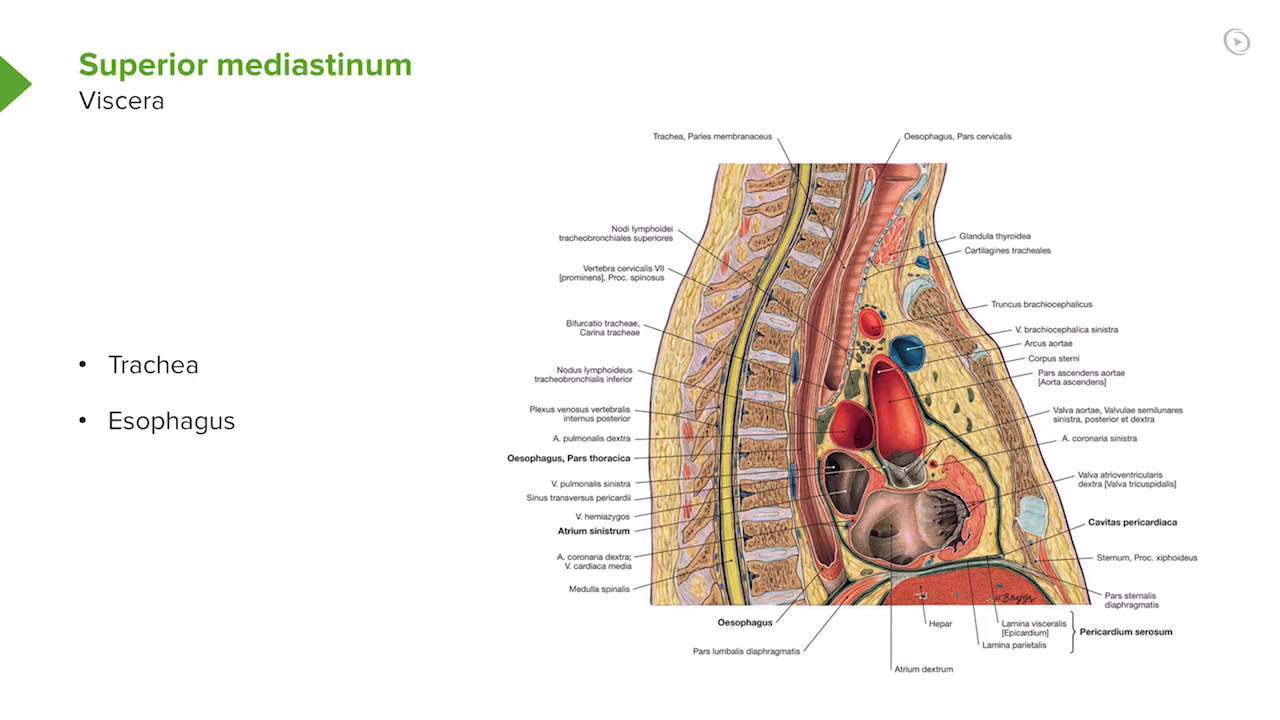 Superior mediastinum
Viscera
• Trachea
• Esophagus
Trachea, Paries membranaceus
Oesophagus, Pars cervicalis
Nodi lymphoidei
tracheobronchiales superiores
Vertebra cervicalis VII
[prominens], Proc. spinosus
Bifurcatio tracheae,
Carina tracheae
Nodus lymphoideus
tracheobronchialis inferior
Plexus venosus vertebralis
internus posterior
A. pulmonalis dextra
Oesophagus, Pars thoracica
V. pulmonalis sinistra
Sinus transversus pericardii
V. hemiazygos
Atrium sinistrum
A. coronaria dextra;
V. cardiaca media
Medulla spinalis
Oesophagus
Pars lumbalis diaphragmatis
Glandula thyroidea
Cartilagines tracheales
Truncus brachiocephalicus
V. brachiocephalica sinistra
Arcus aortae
Corpus sterni
Pars ascendens aortae
[Aorta ascendens]
Valva aortae, Valvulae semilunares
sinistra, posterior et dextra
A. coronaria sinistra
Valva atrioventricularis
dextra [Valva tricuspidalis]
Cavitas pericardiaca
Sternum, Proc. xiphoideus
Pars sternalis
diaphragmatis
Hepar
Lamina visceralis
[Epicardium]
Lamina parietalis
Pericardium serosum
Atrium dextrum